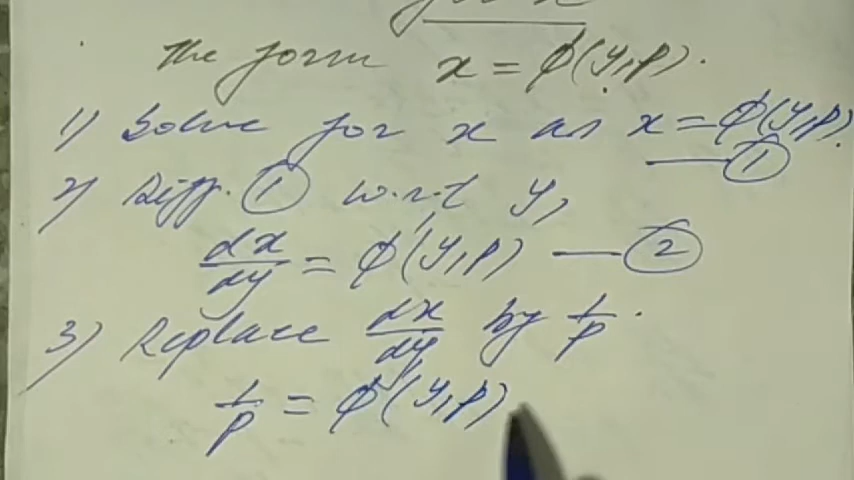 for x
The form x = ϕ(y,p).
1) Solve for x as x = ϕ(y,p). —①
2) Diff. ① w.r.t y,
dx/dy = ϕ'(y,p) —②
3) Replace dx/dy by 1/p.
1/p = ϕ'(y,p)